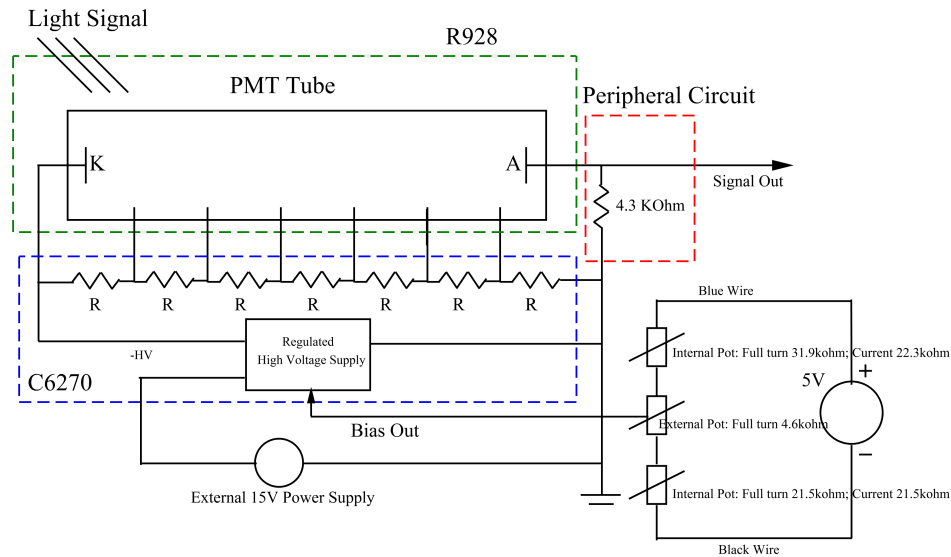 Light Signal
R928
PMT Tube
Peripheral Circuit
K
A
Signal Out
4.3 KOhm
R
R
R
R
R
R
R
Blue Wire
Regulated
High Voltage Supply
-HV
Internal Pot: Full turn 31.9kohm; Current 22.3kohm
+
5V
C6270
Bias Out
External Pot: Full turn 4.6kohm
−
External 15V Power Supply
Internal Pot: Full turn 21.5kohm; Current 21.5kohm
Black Wire